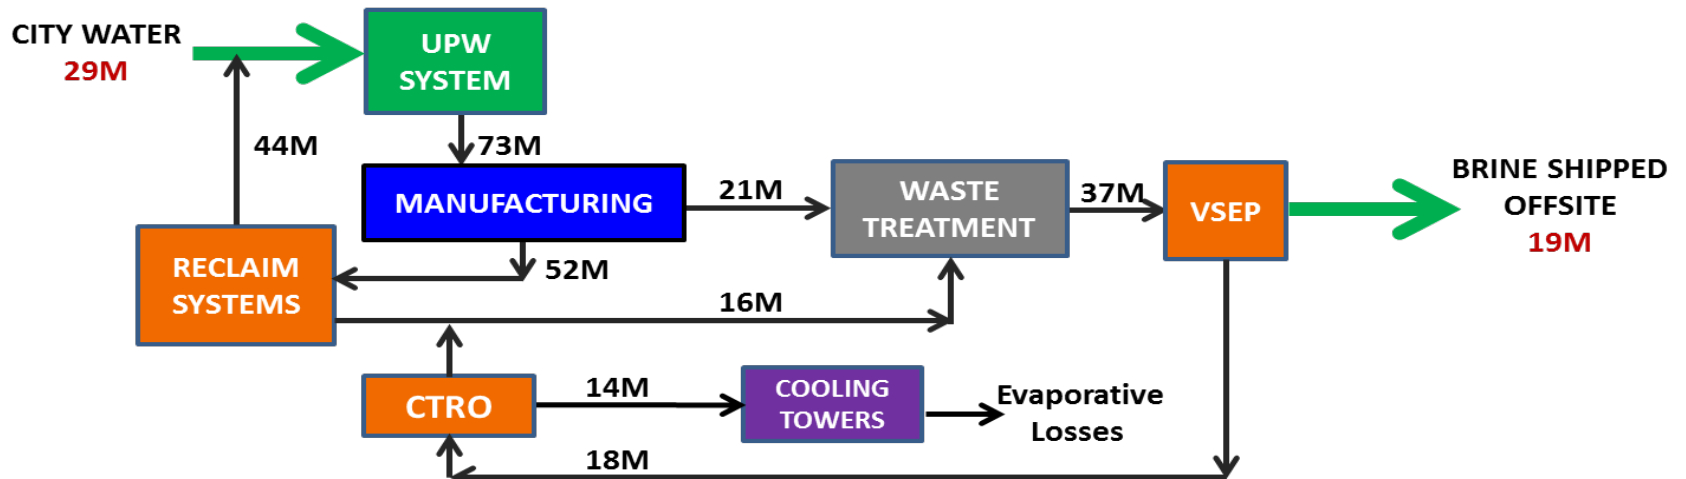 CITY WATER
29M
UPW
SYSTEM
44M
73M
MANUFACTURING
21M
WASTE
TREATMENT
37M
VSEP
BRINE SHIPPED
OFFSITE
19M
RECLAIM
SYSTEMS
52M
16M
CTRO
14M
COOLING
TOWERS
Evaporative
Losses
18M